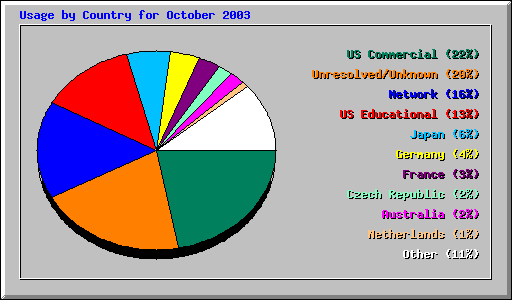 Usage by Country for October 2003
US Commercial (22%)
Unresolved/Unknown (20%)
Network (16%)
US Educational (13%)
Japan (6%)
Germany (4%)
France (3%)
Czech Republic (2%)
Australia (2%)
Netherlands (1%)
Other (11%)